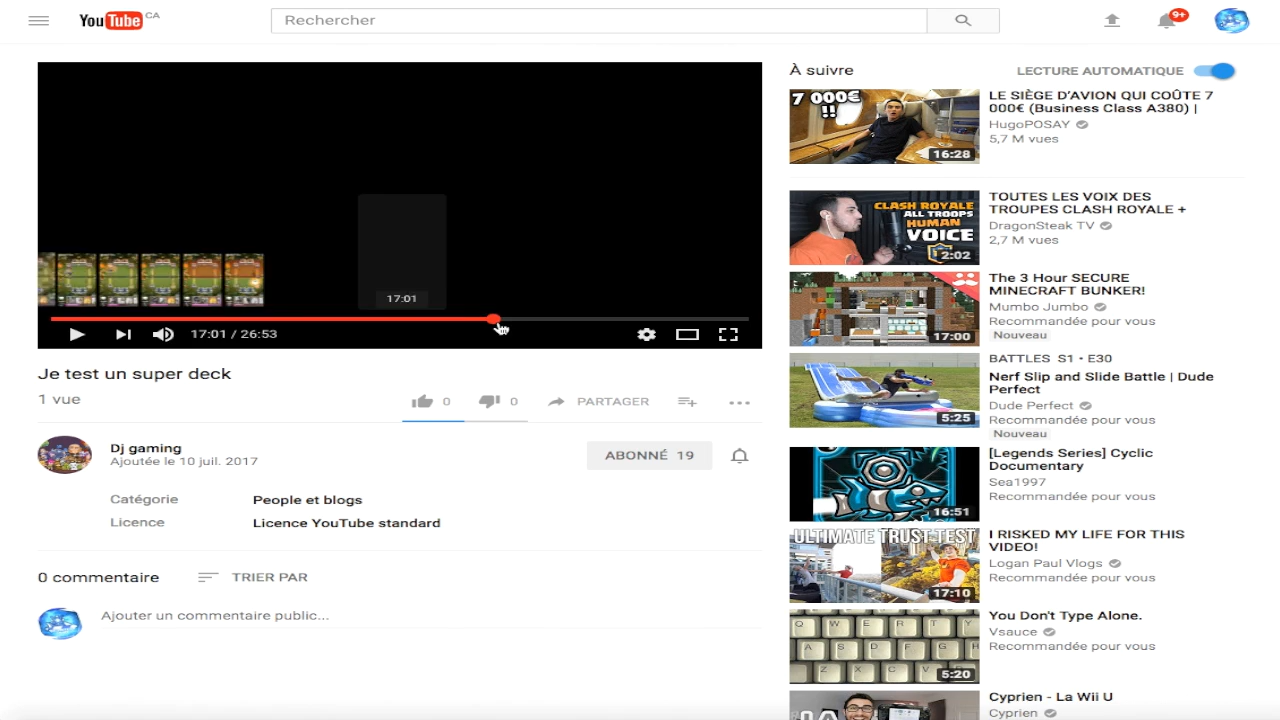 YouTube CA
Rechercher
9+
17:01
17:01 / 26:53
Je test un super deck
1 vue
0
0
PARTAGER
Dj gaming
Ajoutée le 10 juil. 2017
ABONNÉ 19
Catégorie
People et blogs
Licence
Licence YouTube standard
0 commentaire
TRIER PAR
Ajouter un commentaire public...
À suivre
LECTURE AUTOMATIQUE
7 000€
!!
16:28
LE SIÈGE D'AVION QUI COÛTE 7
000€ (Business Class A380) |
HugoPOSAY
5,7 M vues
CLASH ROYALE
ALL TROOPS
HUMAN
VOICE
2:02
TOUTES LES VOIX DES
TROUPES CLASH ROYALE +
DragonSteak TV
2,7 M vues
17:00
The 3 Hour SECURE
MINECRAFT BUNKER!
Mumbo Jumbo
Recommandée pour vous
Nouveau
5:25
BATTLES S1 • E30
Nerf Slip and Slide Battle | Dude
Perfect
Dude Perfect
Recommandée pour vous
Nouveau
16:51
[Legends Series] Cyclic
Documentary
Sea1997
Recommandée pour vous
ULTIMATE TRUST TEST
17:10
I RISKED MY LIFE FOR THIS
VIDEO!
Logan Paul Vlogs
Recommandée pour vous
Q W E R T Y
A S D F G H
Z X C V
5:20
You Don't Type Alone.
Vsauce
Recommandée pour vous
Cyprien - La Wii U
Cyprien